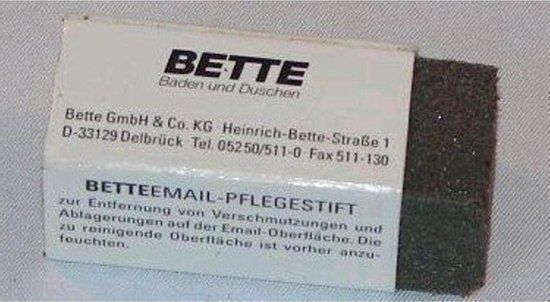 BETTE
Baden und Duschen
Bette GmbH & Co. KG Heinrich-Bette-Straße 1
D-33129 Delbrück Tel. 05250/511-0 Fax 511-130
BETTEEMAIL-PFLEGESTIFT
zur Entfernung von Verschmutzungen und
Ablagerungen auf der Email-Oberfläche. Die
zu reinigende Oberfläche ist vorher anzu-
feuchten.